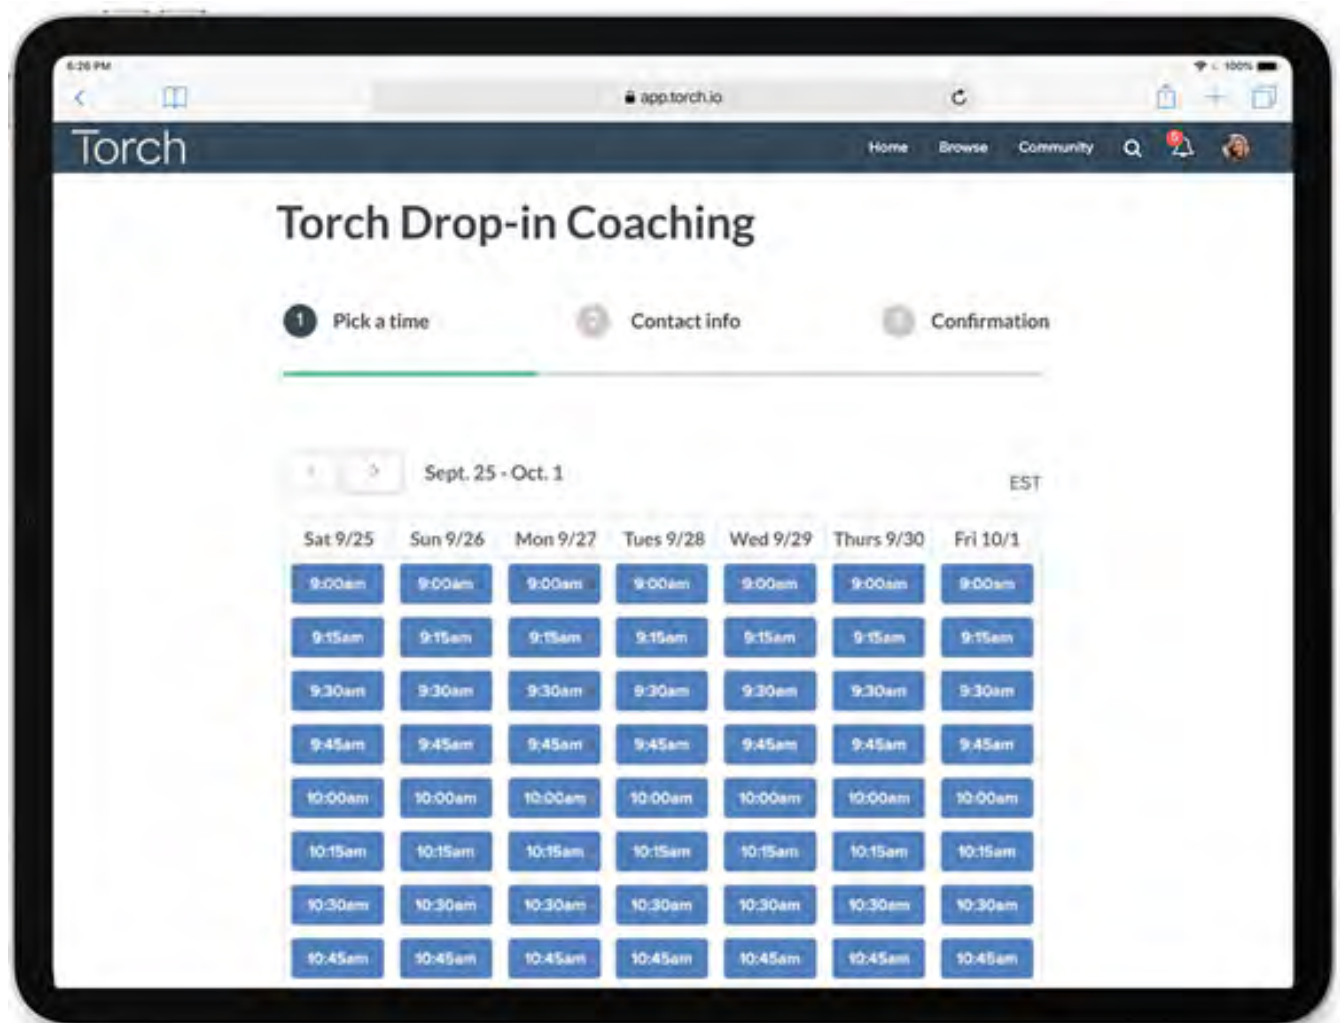 6:26 PM
100%
app.torch.io
Torch
Home Browse Community
5
Torch Drop-in Coaching
1 Pick a time Contact info Confirmation
< > Sept. 25 - Oct. 1
EST
Sat 9/25 Sun 9/26 Mon 9/27 Tues 9/28 Wed 9/29 Thurs 9/30 Fri 10/1
9:00am 9:00am 9:00am 9:00am 9:00am 9:00am 9:00am
9:15am 9:15am 9:15am 9:15am 9:15am 9:15am 9:15am
9:30am 9:30am 9:30am 9:30am 9:30am 9:30am 9:30am
9:45am 9:45am 9:45am 9:45am 9:45am 9:45am 9:45am
10:00am 10:00am 10:00am 10:00am 10:00am 10:00am 10:00am
10:15am 10:15am 10:15am 10:15am 10:15am 10:15am 10:15am
10:30am 10:30am 10:30am 10:30am 10:30am 10:30am 10:30am
10:45am 10:45am 10:45am 10:45am 10:45am 10:45am 10:45am